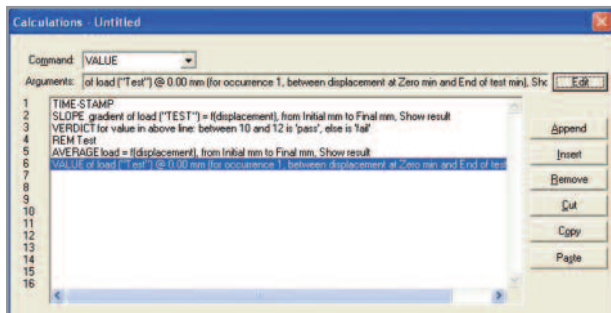 Calculations - Untitled
Command: VALUE
Arguments: of load ("Test") @ 0.00 mm (for occurrence 1, between displacement at Zero min and End of test min), Shc Edit
1 TIME-STAMP
2 SLOPE gradient of load ("TEST") = f(displacement), from Initial mm to Final mm, Show result
3 VERDICT for value in above line: between 10 and 12 is 'pass', else is 'fail'
4 REM Test
5 AVERAGE load = f(displacement), from Initial mm to Final mm, Show result
6 VALUE of load ("Test") @ 0.00 mm (for occurrence 1, between displacement at Zero min and End of test
7
8
9
10
11
12
13
14
15
16
Append
Insert
Remove
Cut
Copy
Paste